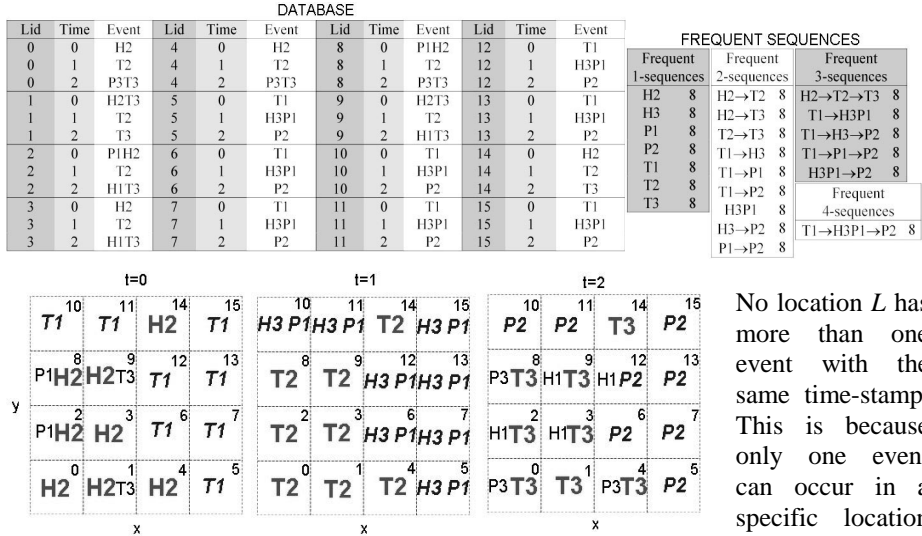 DATABASE
Lid Time Event Lid Time Event Lid Time Event Lid Time Event
0 0 H2 4 0 H2 8 0 P1H2 12 0 T1
0 1 T2 4 1 T2 8 1 T2 12 1 H3P1
0 2 P3T3 4 2 P3T3 8 2 P3T3 12 2 P2
1 0 H2T3 5 0 T1 9 0 H2T3 13 0 T1
1 1 T2 5 1 H3P1 9 1 T2 13 1 H3P1
1 2 T3 5 2 P2 9 2 H1T3 13 2 P2
2 0 P1H2 6 0 T1 10 0 T1 14 0 H2
2 1 T2 6 1 H3P1 10 1 H3P1 14 1 T2
2 2 H1T3 6 2 P2 10 2 P2 14 2 T3
3 0 H2 7 0 T1 11 0 T1 15 0 T1
3 1 T2 7 1 H3P1 11 1 H3P1 15 1 H3P1
3 2 H1T3 7 2 P2 11 2 P2 15 2 P2
FREQUENT SEQUENCES
Frequent
1-sequences
H2 8
H3 8
P1 8
P2 8
T1 8
T2 8
T3 8
Frequent
2-sequences
H2→T2 8
H2→T3 8
T2→T3 8
T1→H3 8
T1→P1 8
T1→P2 8
H3P1 8
H3→P2 8
P1→P2 8
Frequent
3-sequences
H2→T2→T3 8
T1→H3P1 8
T1→H3→P2 8
T1→P1→P2 8
H3P1→P2 8
Frequent
4-sequences
T1→H3P1→P2 8
t=0
10 11 14 15
T1 T1 H2 T1
8 9 12 13
P1H2 H2T3 T1 T1
y
2 3 6 7
P1H2 H2 T1 T1
0 1 4 5
H2 H2T3 H2 T1
x
t=1
10 11 14 15
H3 P1 H3 P1 T2 H3 P1
8 9 12 13
T2 T2 H3 P1 H3 P1
2 3 6 7
T2 T2 H3 P1 H3 P1
0 1 4 5
T2 T2 T2 H3 P1
x
t=2
10 11 14 15
P2 P2 T3 P2
8 9 12 13
P3T3 H1T3 H1P2 P2
2 3 6 7
H1T3 H1T3 P2 P2
0 1 4 5
P3T3 T3 P3T3 P2
x
No location L has
more than one
event with the
same time-stamp.
This is because
only one event
can occur in a
specific location